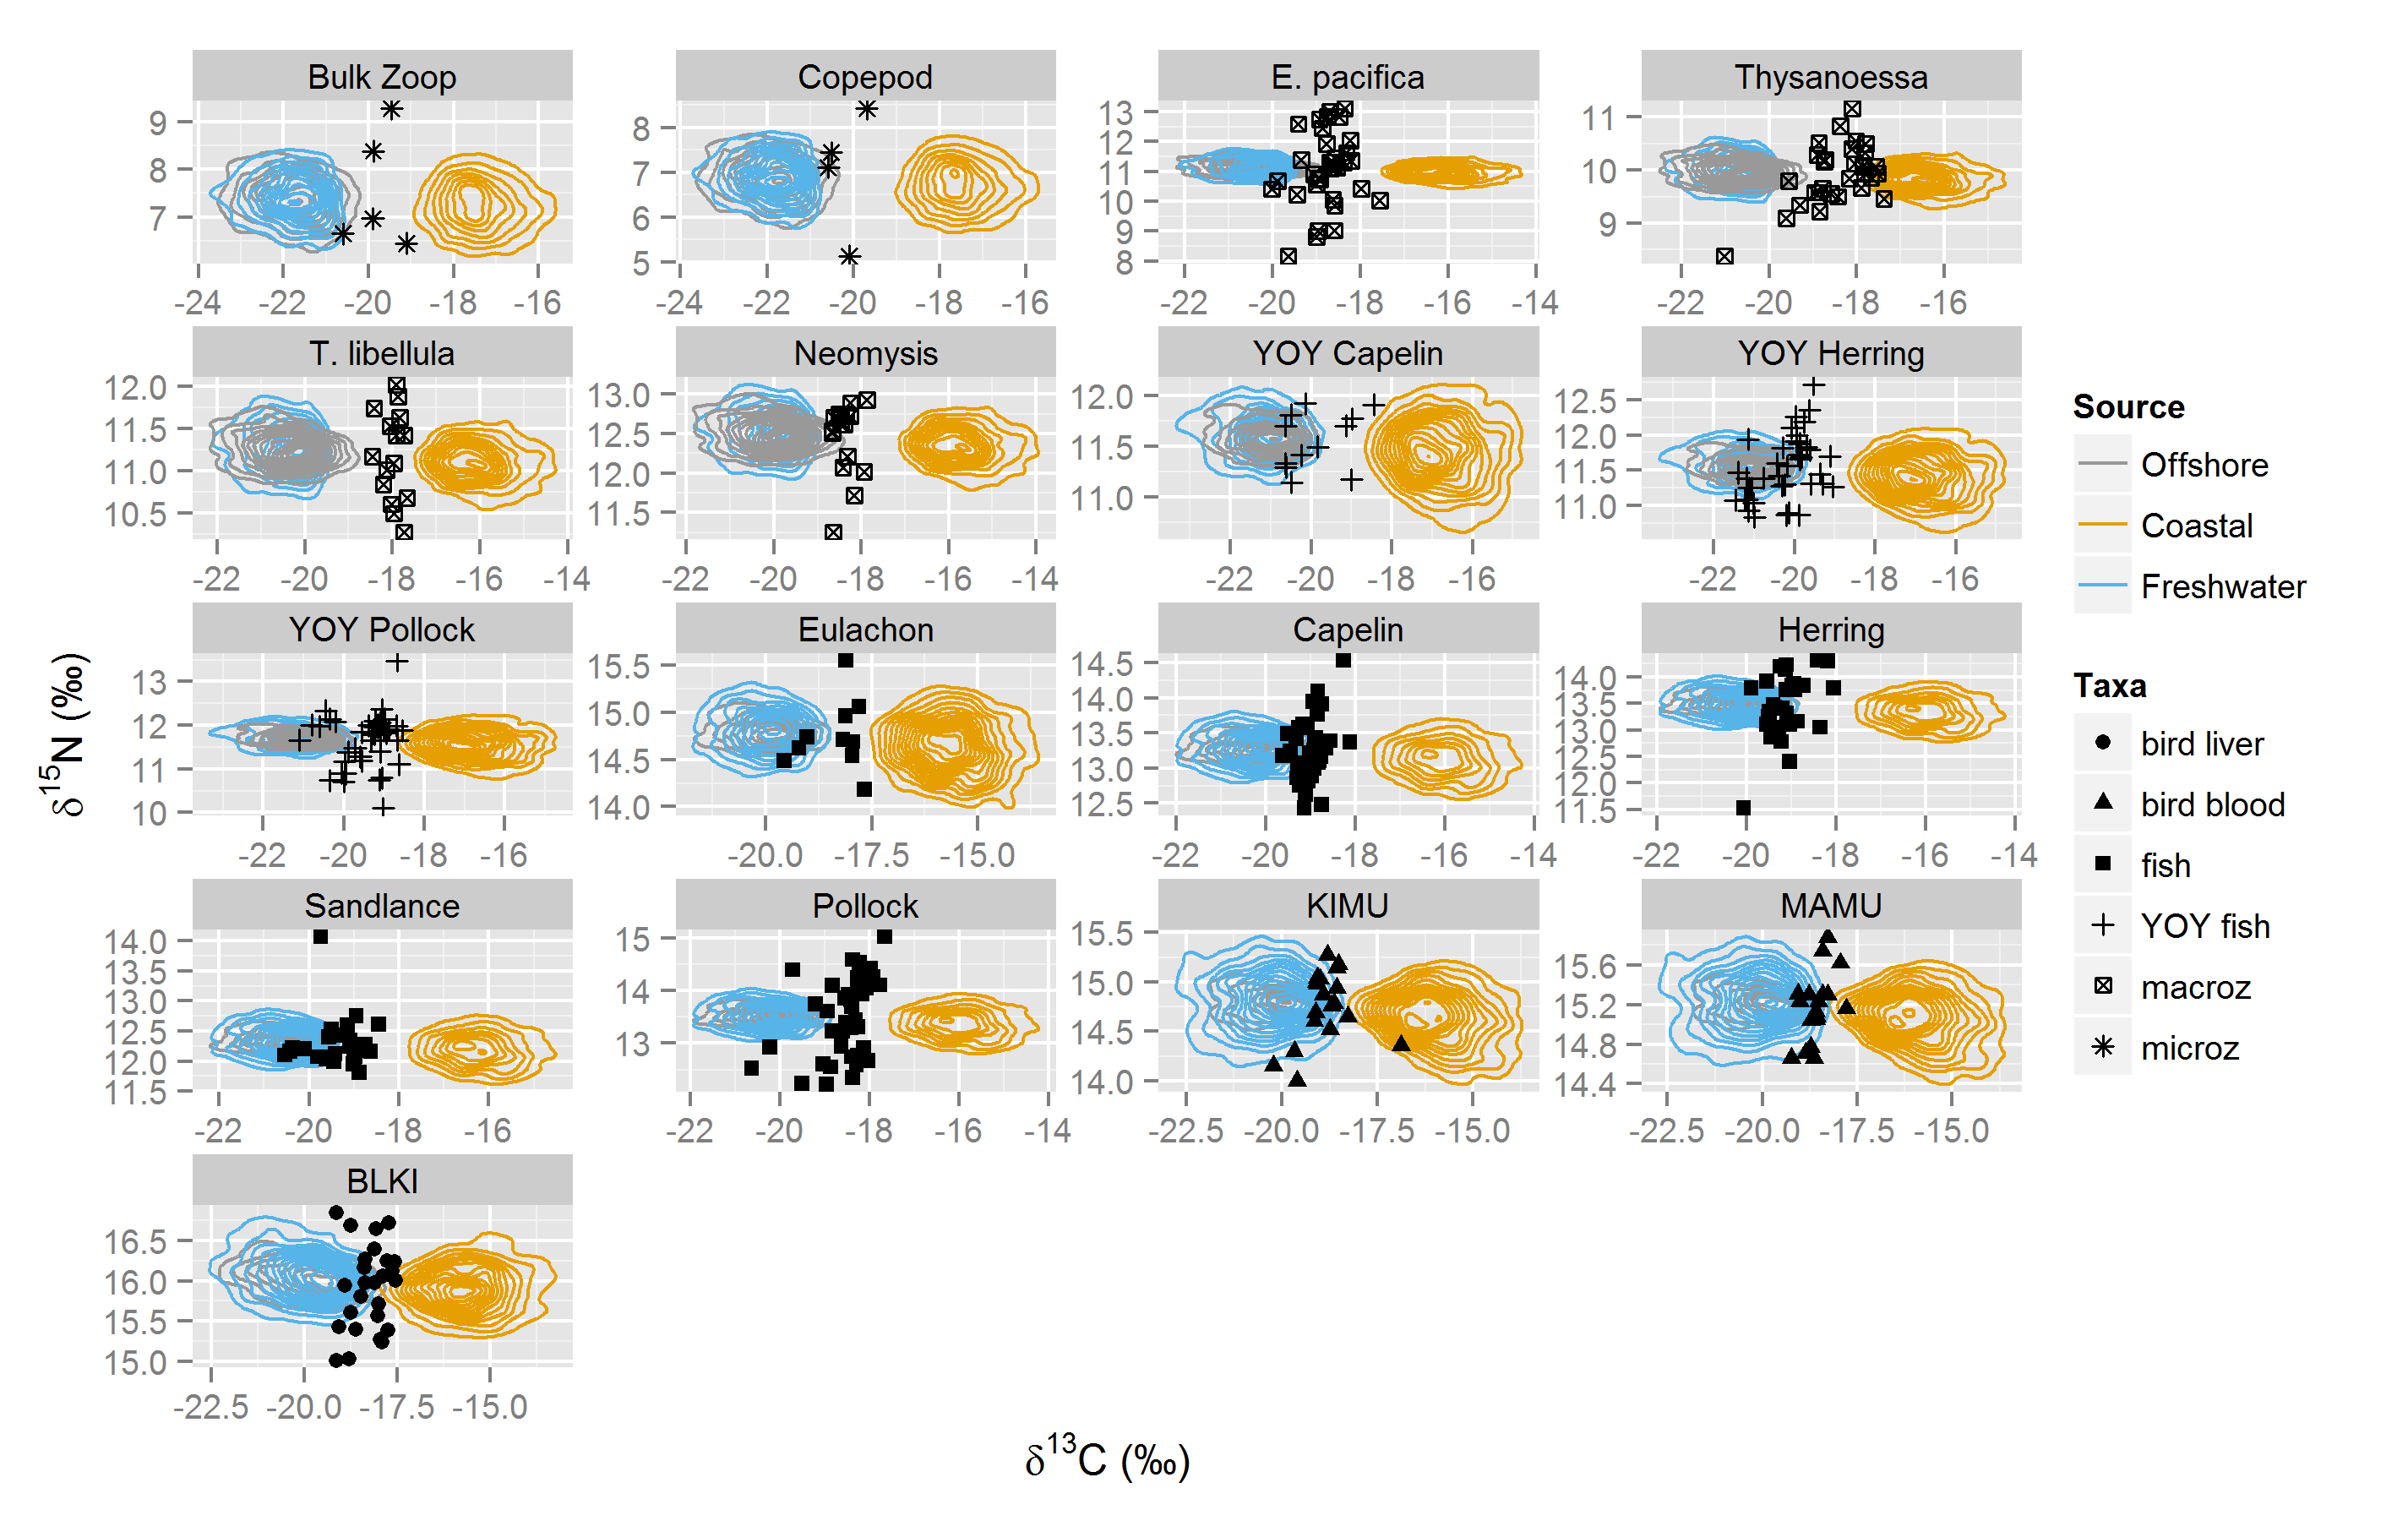 Bulk Zoop
Copepod
E. pacifica
Thysanoessa
9
8
7
8
7
6
5
13
12
11
10
9
8
11
10
9
-24 -22 -20 -18 -16
-24 -22 -20 -18 -16
-22 -20 -18 -16 -14
-22 -20 -18 -16
T. libellula
Neomysis
YOY Capelin
YOY Herring
12.0
11.5
11.0
10.5
13.0
12.5
12.0
11.5
12.0
11.5
11.0
12.5
12.0
11.5
11.0
-22 -20 -18 -16 -14
-22 -20 -18 -16 -14
-22 -20 -18 -16
-22 -20 -18 -16
YOY Pollock
Eulachon
Capelin
Herring
13
12
11
10
15.5
15.0
14.5
14.0
14.5
14.0
13.5
13.0
12.5
14.0
13.5
13.0
12.5
12.0
11.5
-22 -20 -18 -16
-20.0 -17.5 -15.0
-22 -20 -18 -16 -14
-22 -20 -18 -16 -14
Sandlance
Pollock
KIMU
MAMU
14.0
13.5
13.0
12.5
12.0
11.5
15
14
13
15.5
15.0
14.5
14.0
15.6
15.2
14.8
14.4
-22 -20 -18 -16
-22 -20 -18 -16 -14
-22.5 -20.0 -17.5 -15.0
-22.5 -20.0 -17.5 -15.0
BLKI
16.5
16.0
15.5
15.0
-22.5 -20.0 -17.5 -15.0
δ15N (‰)
δ13C (‰)
Source
Offshore
Coastal
Freshwater
Taxa
bird liver
bird blood
fish
YOY fish
macroz
microz